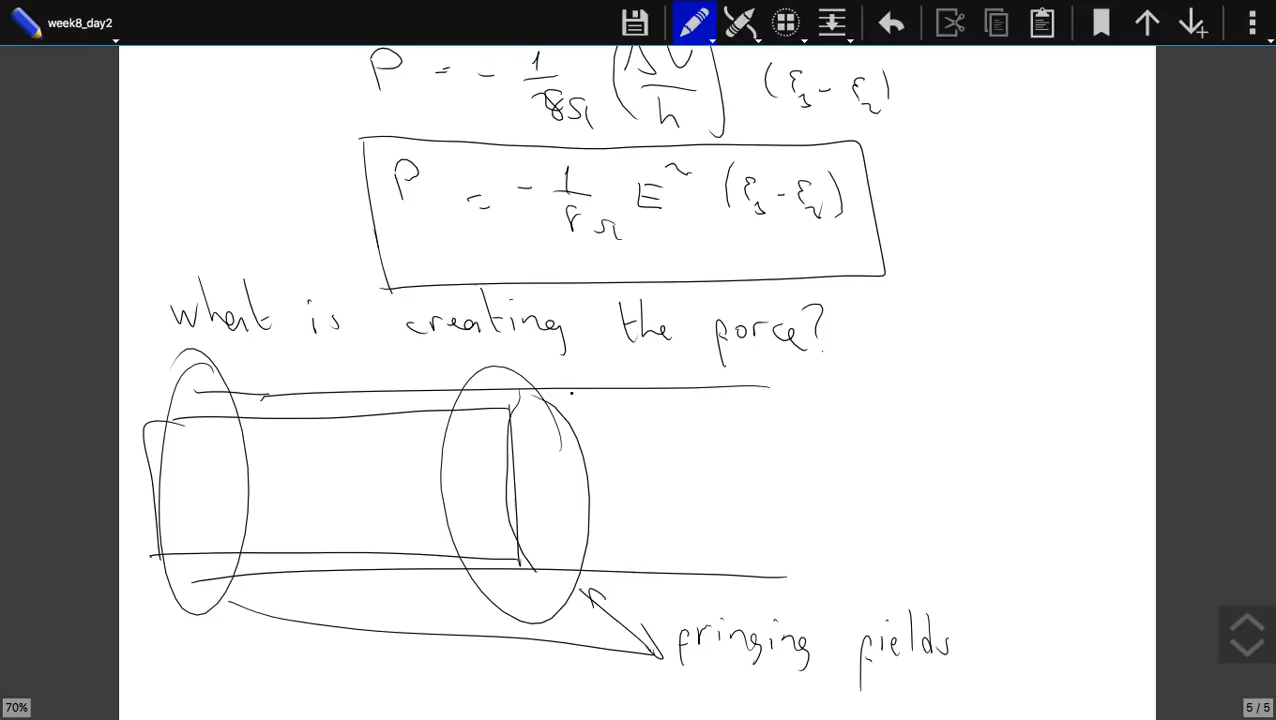 week8_day2
P = - 1/8π (ΔV/h) (ε₁ - ε₂)
P = - 1/8π E² (ε₁ - ε₂)
What is creating the force?
fringing fields
70%
5 / 5